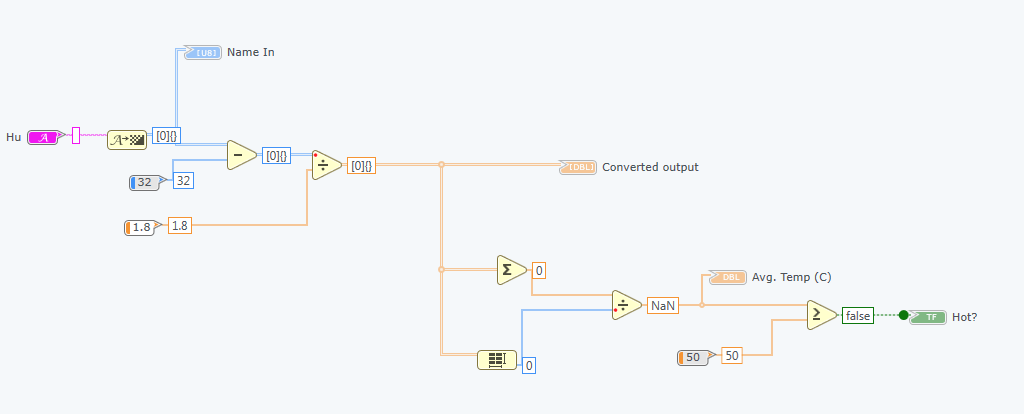 [U8] Name In
Hu A
A→ [0]{}
− [0]{} ÷ [0]{}
[DBL] Converted output
32 32
1.8 1.8
Σ 0
DBL Avg. Temp (C)
÷ NaN
≥ false TF Hot?
50 50
0